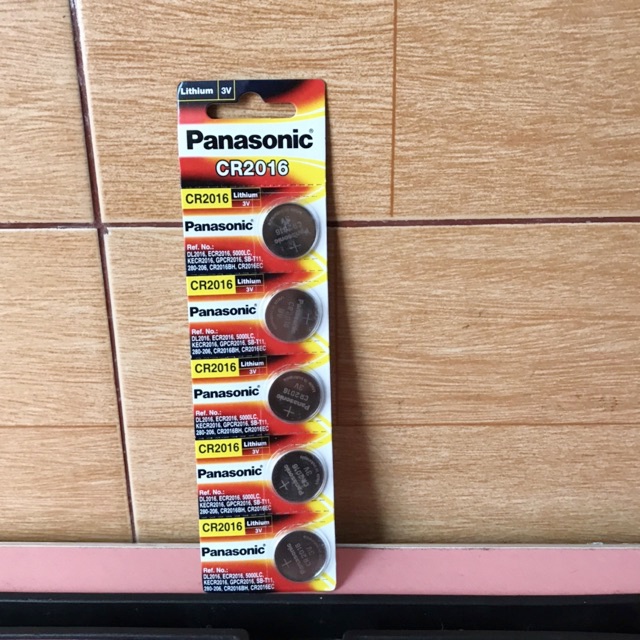 Lithium 3V
Panasonic
CR2016
CR2016 Lithium 3V
Panasonic
Ref. No.:
DL2016, ECR2016, 5000LC,
KECR2016, GPCR2016, SB-T11,
280-206, CR2016BH, CR2016EC
CR2016 Lithium 3V
Panasonic
Ref. No.:
DL2016, ECR2016, 5000LC,
KECR2016, GPCR2016, SB-T11,
280-206, CR2016BH, CR2016EC
CR2016 Lithium 3V
Panasonic
Ref. No.:
DL2016, ECR2016, 5000LC,
KECR2016, GPCR2016, SB-T11,
280-206, CR2016BH, CR2016EC
Panasonic
CR2016
3V
CR2016 Lithium 3V
Panasonic
Ref. No.:
DL2016, ECR2016, 5000LC,
KECR2016, GPCR2016, SB-T11,
280-206, CR2016BH, CR2016EC
CR2016 Lithium 3V
Panasonic
Ref. No.:
DL2016, ECR2016, 5000LC,
KECR2016, GPCR2016, SB-T11,
280-206, CR2016BH, CR2016EC